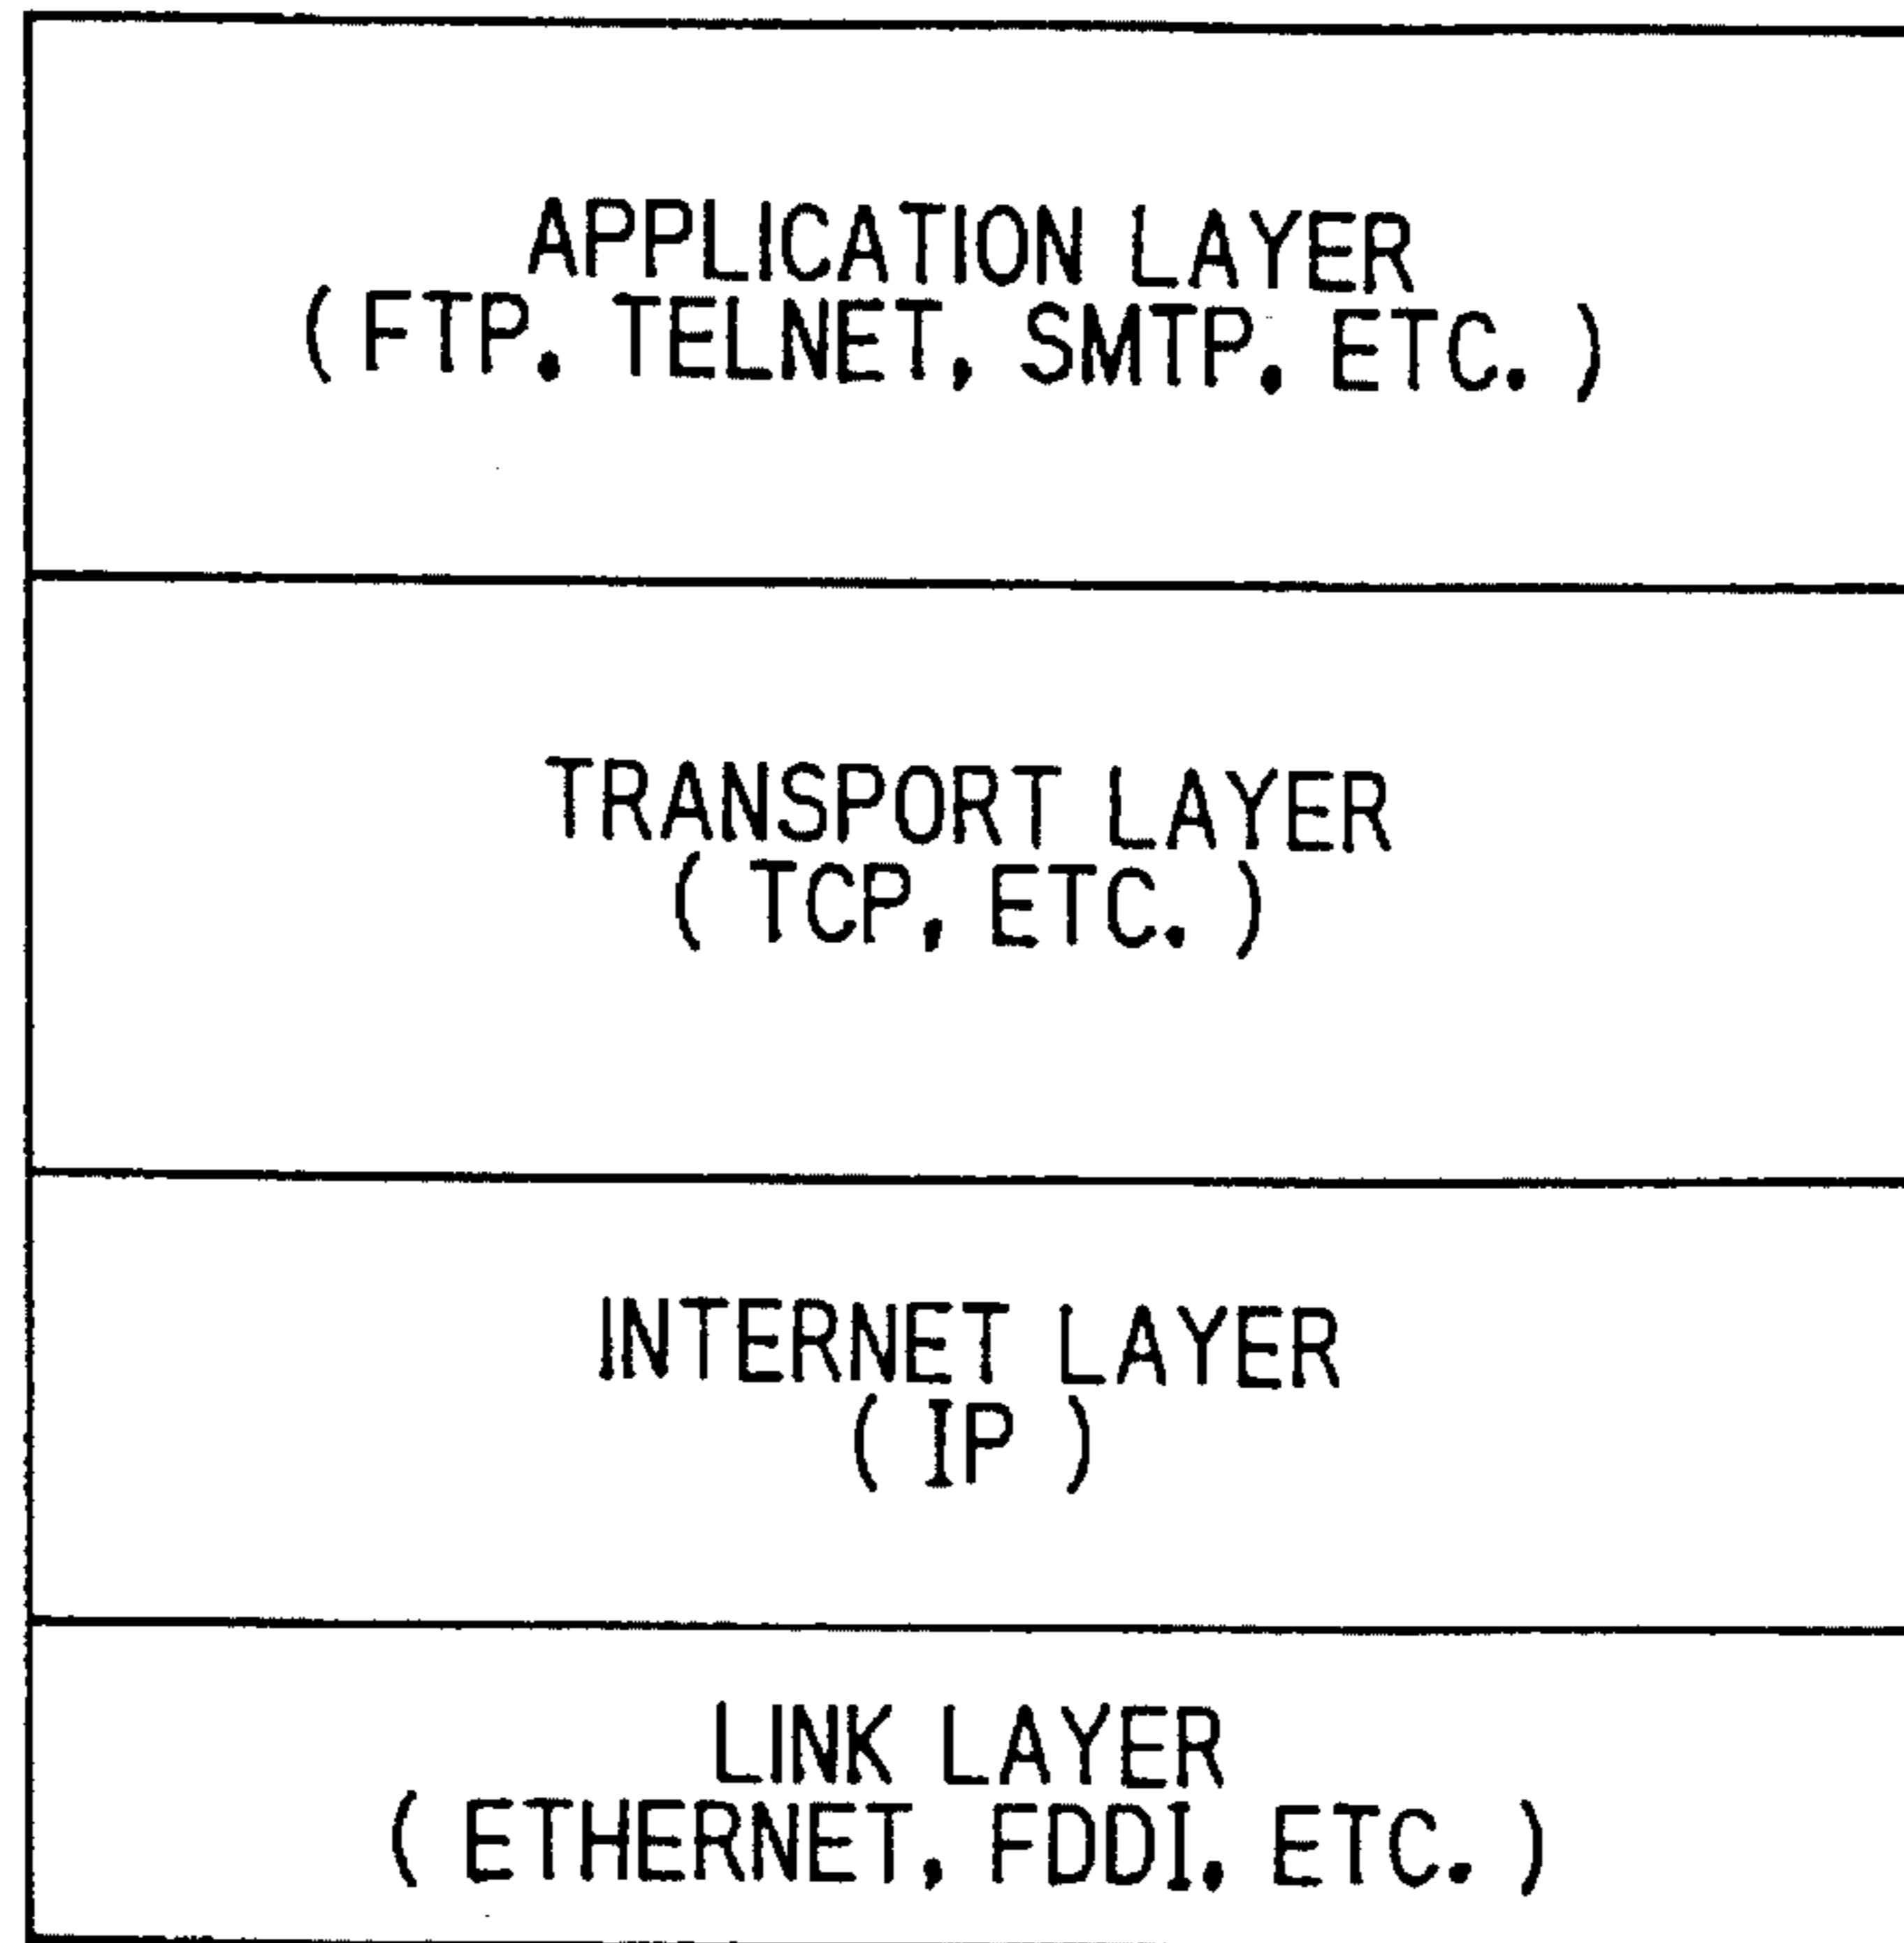 APPLICATION LAYER
( FTP. TELNET, SMTP. ETC. )
TRANSPORT LAYER
( TCP, ETC. )
INTERNET LAYER
( IP )
LINK LAYER
( ETHERNET, FDDI, ETC. )